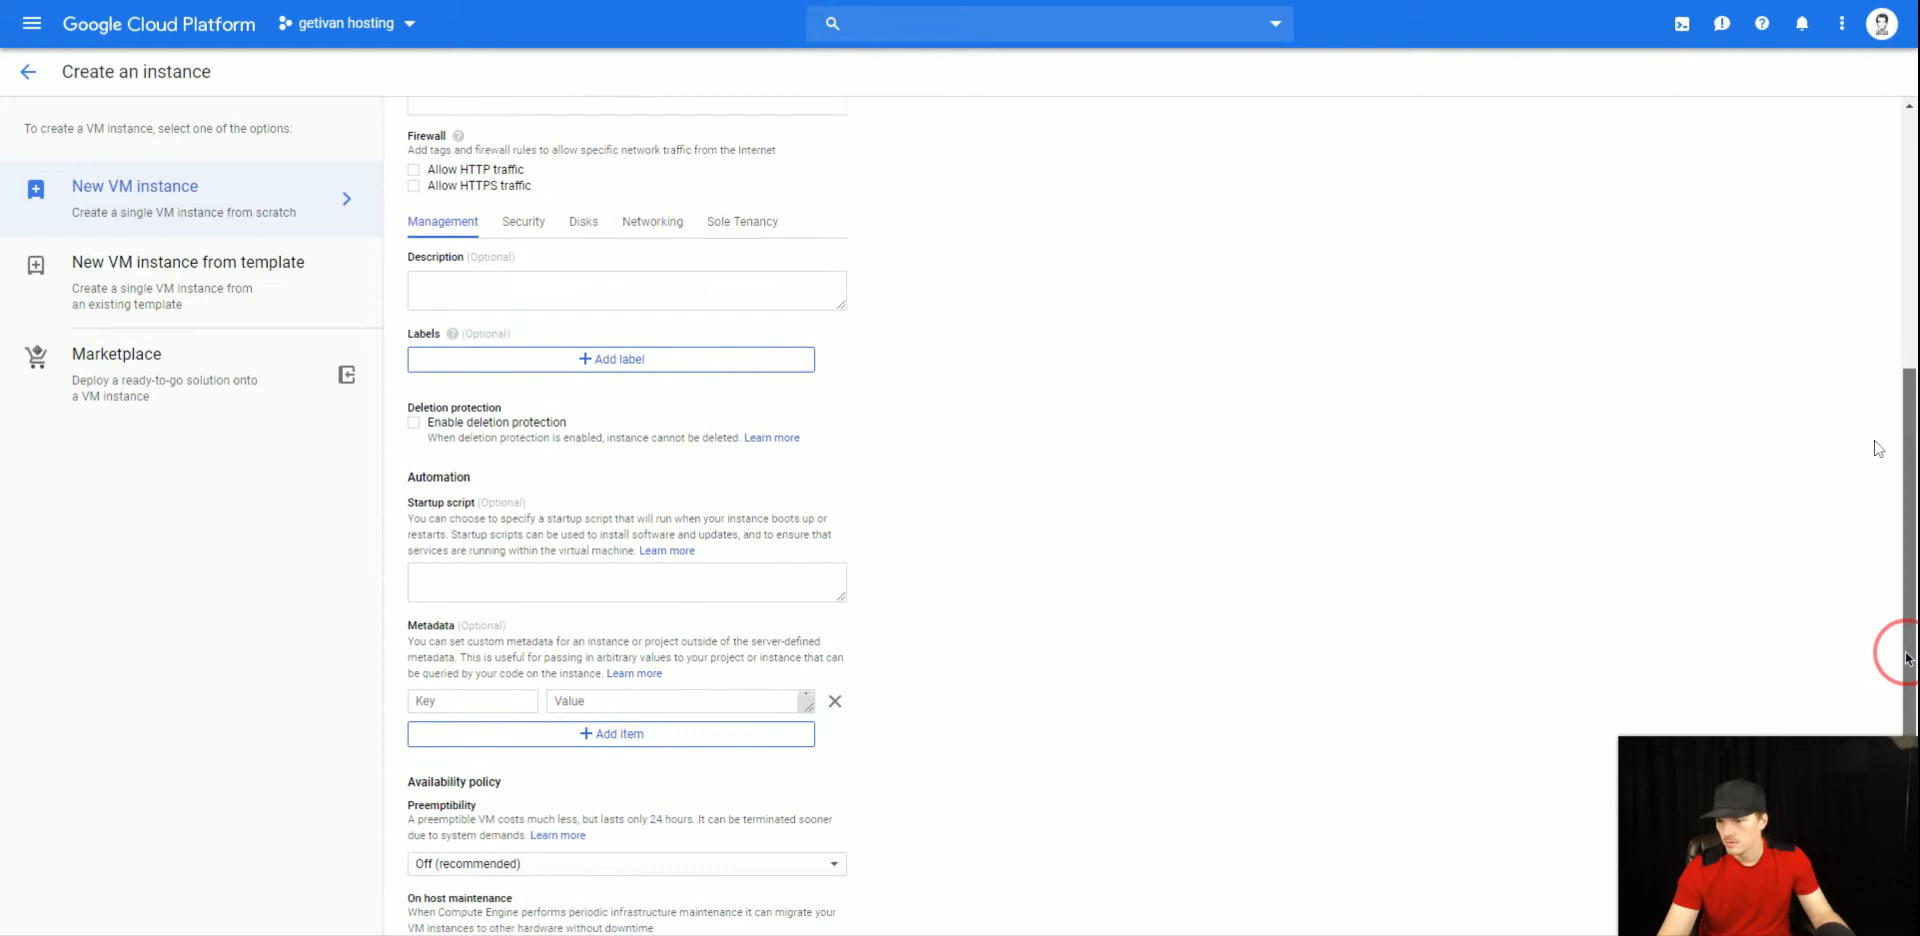 Google Cloud Platform
getivan hosting
Create an instance
To create a VM instance, select one of the options:
New VM instance
Create a single VM instance from scratch
New VM instance from template
Create a single VM instance from
an existing template
Marketplace
Deploy a ready-to-go solution onto
a VM instance
Firewall
Add tags and firewall rules to allow specific network traffic from the Internet
Allow HTTP traffic
Allow HTTPS traffic
Management Security Disks Networking Sole Tenancy
Description (Optional)
Labels (Optional)
+ Add label
Deletion protection
Enable deletion protection
When deletion protection is enabled, instance cannot be deleted. Learn more
Automation
Startup script (Optional)
You can choose to specify a startup script that will run when your instance boots up or
restarts. Startup scripts can be used to install software and updates, and to ensure that
services are running within the virtual machine. Learn more
Metadata (Optional)
You can set custom metadata for an instance or project outside of the server-defined
metadata. This is useful for passing in arbitrary values to your project or instance that can
be queried by your code on the instance. Learn more
Key Value
+ Add item
Availability policy
Preemptibility
A preemptible VM costs much less, but lasts only 24 hours. It can be terminated sooner
due to system demands. Learn more
Off (recommended)
On host maintenance
When Compute Engine performs periodic infrastructure maintenance it can migrate your
VM instances to other hardware without downtime